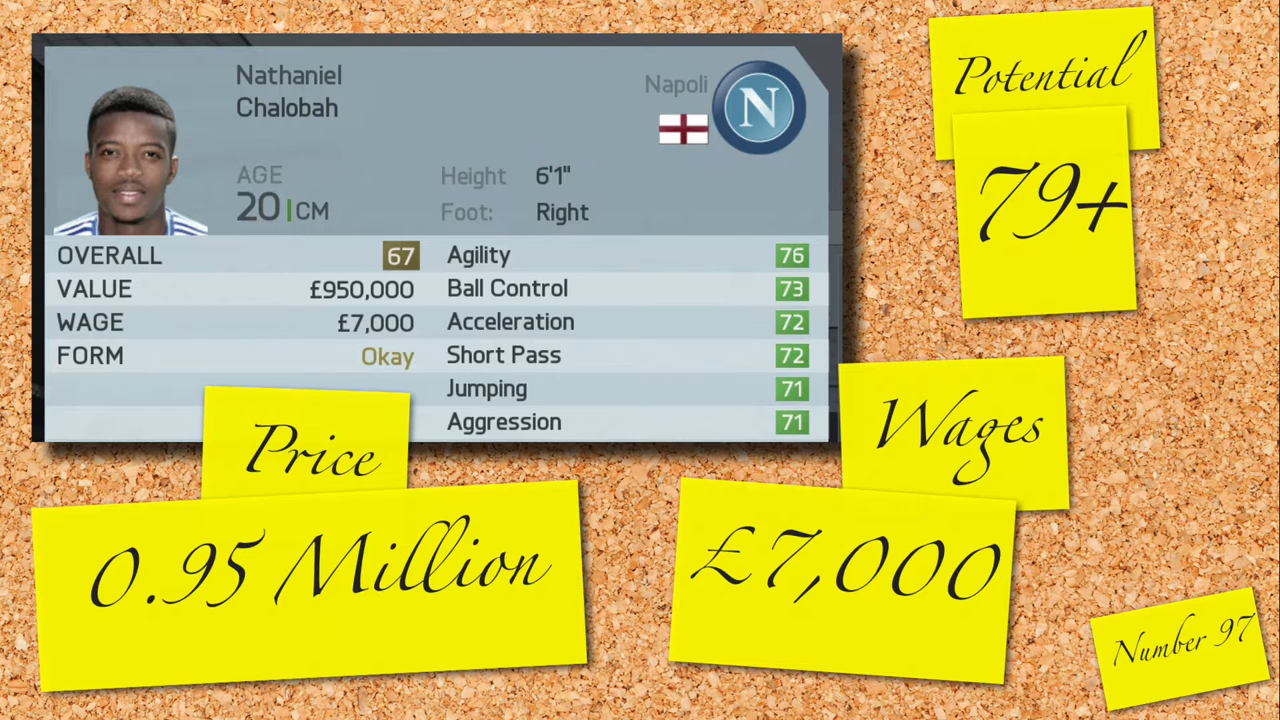 Nathaniel
Chalobah
Napoli
N
AGE
20 | CM
Height 6'1"
Foot: Right
OVERALL 67
VALUE £950,000
WAGE £7,000
FORM Okay
Agility 76
Ball Control 73
Acceleration 72
Short Pass 72
Jumping 71
Aggression 71
Potential
79+
Price
0.95 Million
Wages
£7,000
Number 97